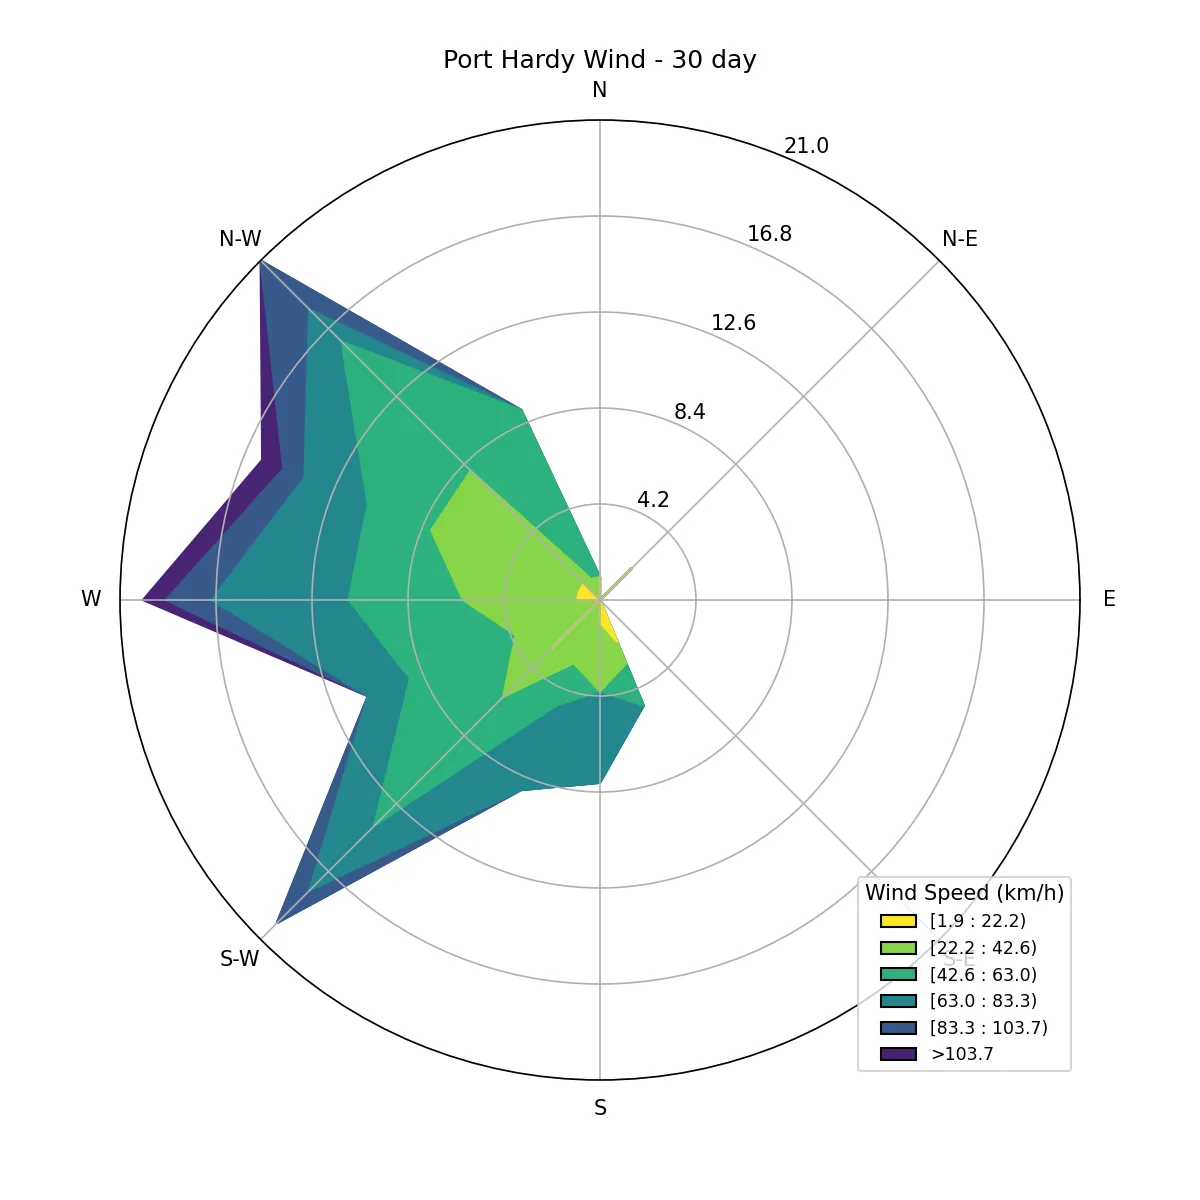 Port Hardy Wind - 30 day
N
21.0
16.8
N-W
N-E
12.6
8.4
4.2
W
E
Wind Speed (km/h)
[1.9 : 22.2)
[22.2 : 42.6)
S-W
S-E
[42.6 : 63.0)
[63.0 : 83.3)
[83.3 : 103.7)
>103.7
S